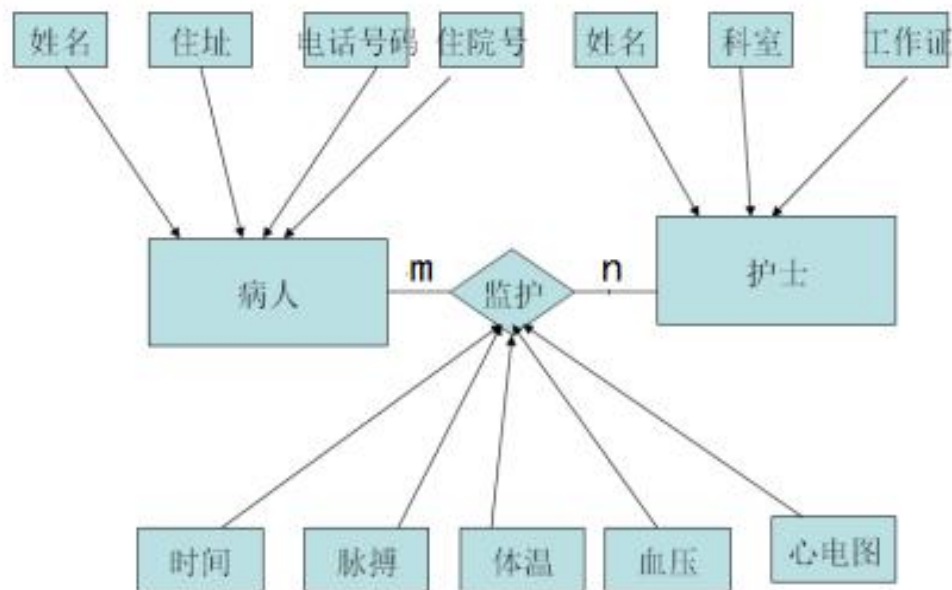 姓名 住址 电话号码 住院号 姓名 科室 工作证
病人 m 监护 n 护士
时间 脉搏 体温 血压 心电图